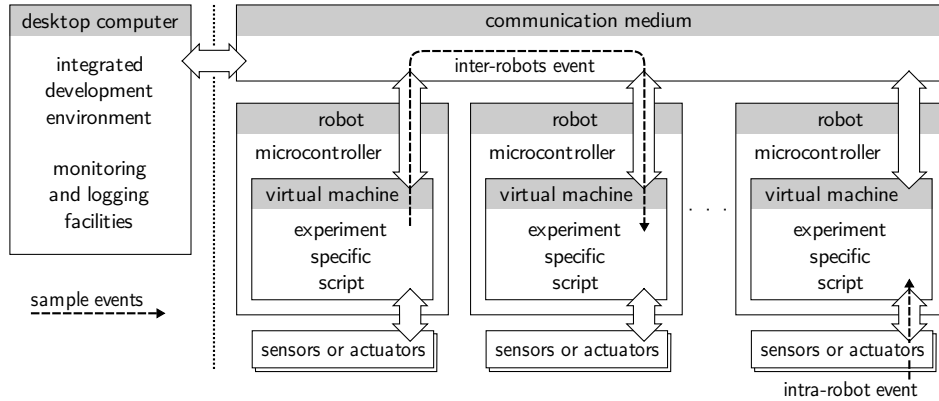 desktop computer
integrated
development
environment
monitoring
and logging
facilities
sample events
communication medium
inter-robots event
robot
microcontroller
virtual machine
experiment
specific
script
sensors or actuators
robot
microcontroller
virtual machine
experiment
specific
script
sensors or actuators
. . .
robot
microcontroller
virtual machine
experiment
specific
script
sensors or actuators
intra-robot event